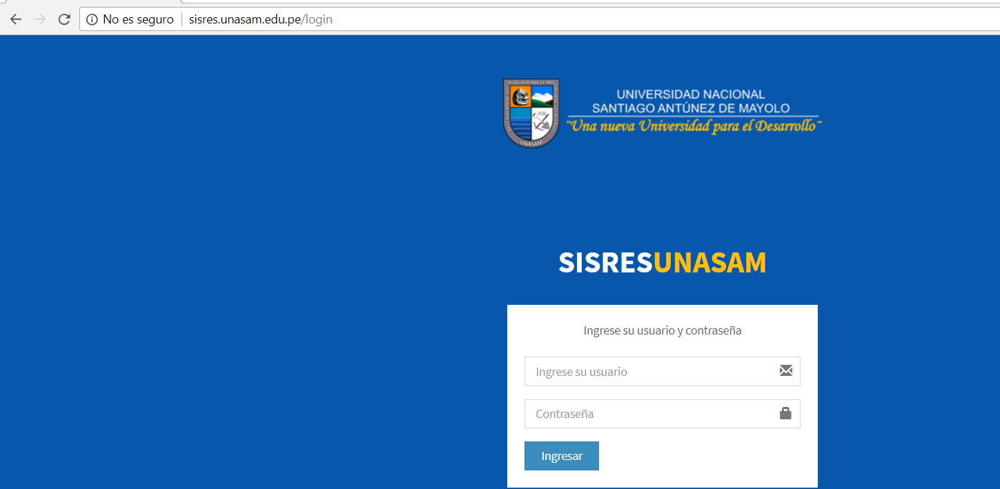 No es seguro
sisres.unasam.edu.pe/login
UNIVERSIDAD NACIONAL
SANTIAGO ANTÚNEZ DE MAYOLO
"Una nueva Universidad para el Desarrollo"
UNASAM
SISRESUNASAM
Ingrese su usuario y contraseña
Ingrese su usuario
Contraseña
Ingresar